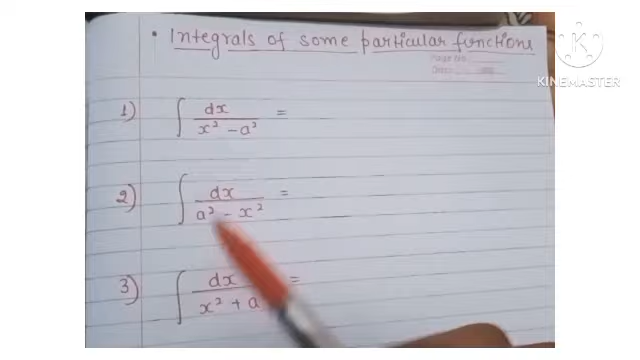 • Integrals of some particular functions
Page No.
KINEMASTER
1) ∫ dx / x² - a² =
2) ∫ dx / a² - x² =
3) ∫ dx / x² + a =